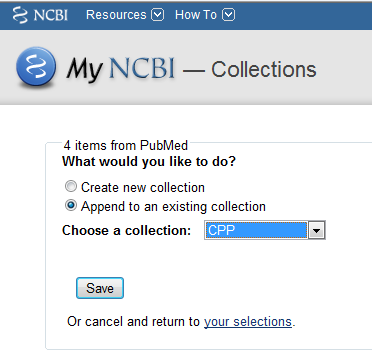 NCBI Resources How To
My NCBI — Collections
4 items from PubMed
What would you like to do?
Create new collection
Append to an existing collection
Choose a collection: CPP
Save
Or cancel and return to your selections.